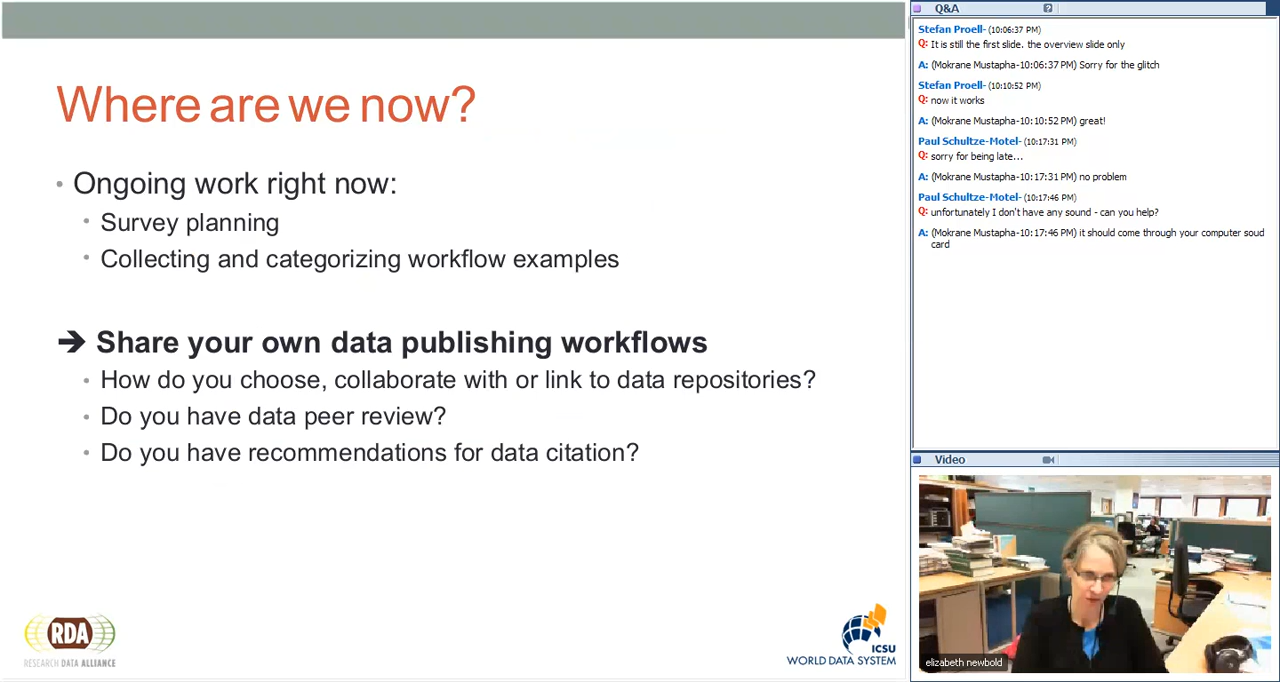 Where are we now?
• Ongoing work right now:
• Survey planning
• Collecting and categorizing workflow examples
➔ Share your own data publishing workflows
• How do you choose, collaborate with or link to data repositories?
• Do you have data peer review?
• Do you have recommendations for data citation?
RDA
RESEARCH DATA ALLIANCE
ICSU
WORLD DATA SYSTEM
Q&A
?
Stefan Proell- (10:06:37 PM)
Q: It is still the first slide. the overview slide only
A: (Mokrane Mustapha-10:06:37 PM) Sorry for the glitch
Stefan Proell- (10:10:52 PM)
Q: now it works
A: (Mokrane Mustapha-10:10:52 PM) great!
Paul Schultze-Motel- (10:17:31 PM)
Q: sorry for being late...
A: (Mokrane Mustapha-10:17:31 PM) no problem
Paul Schultze-Motel- (10:17:46 PM)
Q: unfortunately I don't have any sound - can you help?
A: (Mokrane Mustapha-10:17:46 PM) it should come through your computer soud
card
Video
elizabeth newbold